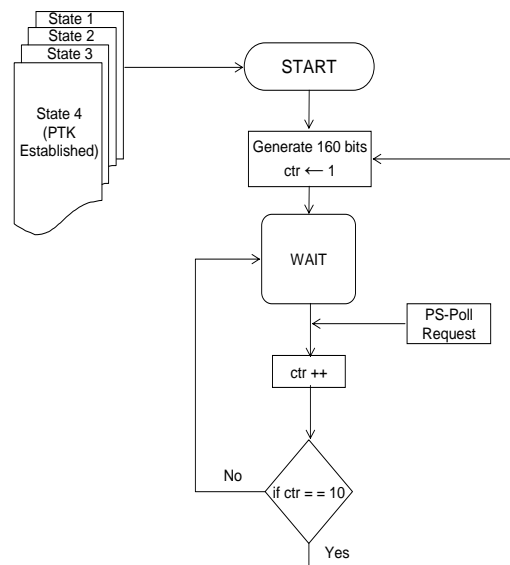 State 1
State 2
State 3
State 4
(PTK
Established)
START
Generate 160 bits
ctr ← 1
WAIT
PS-Poll
Request
ctr ++
No
if ctr = = 10
Yes